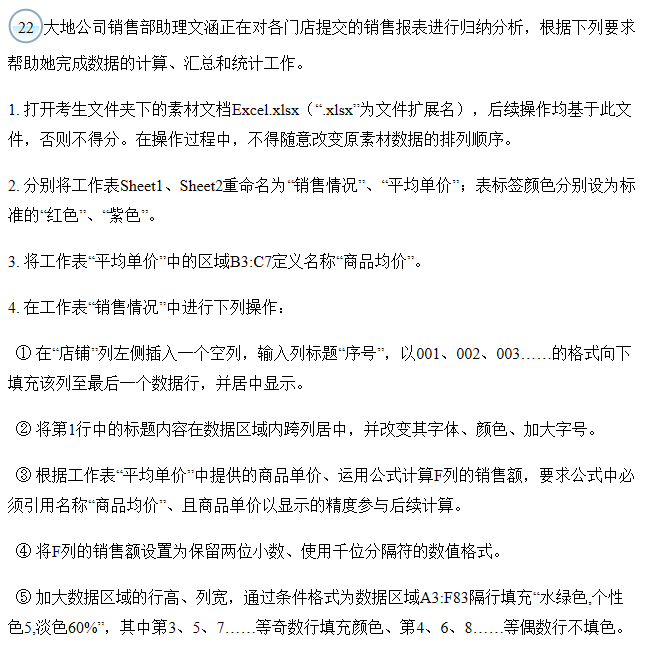 22 大地公司销售部助理文涵正在对各门店提交的销售报表进行归纳分析，根据下列要求
帮助她完成数据的计算、汇总和统计工作。
1. 打开考生文件夹下的素材文档Excel.xlsx（“.xlsx”为文件扩展名），后续操作均基于此文
件，否则不得分。在操作过程中，不得随意改变原素材数据的排列顺序。
2. 分别将工作表Sheet1、Sheet2重命名为“销售情况”、“平均单价”；表标签颜色分别设为标
准的“红色”、“紫色”。
3. 将工作表“平均单价”中的区域B3:C7定义名称“商品均价”。
4. 在工作表“销售情况”中进行下列操作：
① 在“店铺”列左侧插入一个空列，输入列标题“序号”，以001、002、003……的格式向下
填充该列至最后一个数据行，并居中显示。
② 将第1行中的标题内容在数据区域内跨列居中，并改变其字体、颜色、加大字号。
③ 根据工作表“平均单价”中提供的商品单价、运用公式计算F列的销售额，要求公式中必
须引用名称“商品均价”、且商品单价以显示的精度参与后续计算。
④ 将F列的销售额设置为保留两位小数、使用千位分隔符的数值格式。
⑤ 加大数据区域的行高、列宽，通过条件格式为数据区域A3:F83隔行填充“水绿色,个性
色5,淡色60%”，其中第3、5、7……等奇数行填充颜色、第4、6、8……等偶数行不填色。